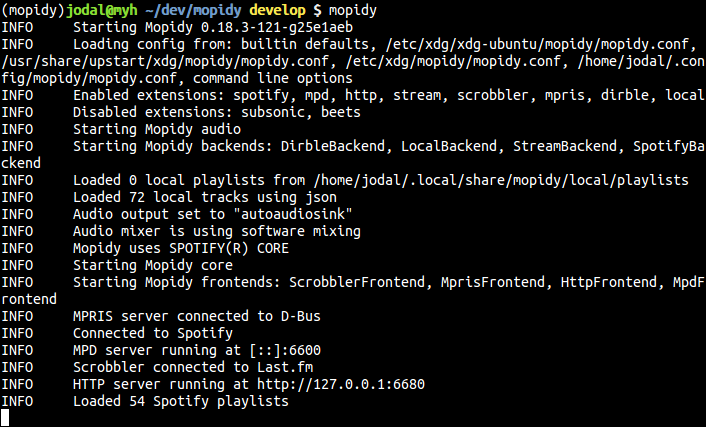 (mopidy)jodal@myh ~/dev/mopidy develop $ mopidy
INFO     Starting Mopidy 0.18.3-121-g25e1aeb
INFO     Loading config from: builtin defaults, /etc/xdg/xdg-ubuntu/mopidy/mopidy.conf,
/usr/share/upstart/xdg/mopidy/mopidy.conf, /etc/xdg/mopidy/mopidy.conf, /home/jodal/.con
fig/mopidy/mopidy.conf, command line options
INFO     Enabled extensions: spotify, mpd, http, stream, scrobbler, mpris, dirble, local
INFO     Disabled extensions: subsonic, beets
INFO     Starting Mopidy audio
INFO     Starting Mopidy backends: DirbleBackend, LocalBackend, StreamBackend, SpotifyBa
ckend
INFO     Loaded 0 local playlists from /home/jodal/.local/share/mopidy/local/playlists
INFO     Loaded 72 local tracks using json
INFO     Audio output set to "autoaudiosink"
INFO     Audio mixer is using software mixing
INFO     Mopidy uses SPOTIFY(R) CORE
INFO     Starting Mopidy core
INFO     Starting Mopidy frontends: ScrobblerFrontend, MprisFrontend, HttpFrontend, MpdF
rontend
INFO     MPRIS server connected to D-Bus
INFO     Connected to Spotify
INFO     MPD server running at [::]:6600
INFO     Scrobbler connected to Last.fm
INFO     HTTP server running at http://127.0.0.1:6680
INFO     Loaded 54 Spotify playlists